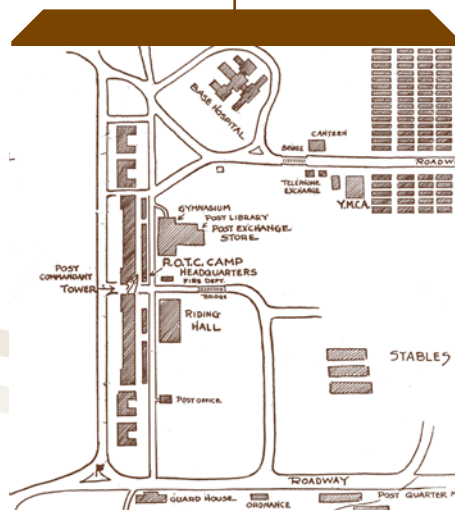 BASE HOSPITAL
CANTEEN
BRIDGE
ROADW
TELEPHONE
EXCHANGE
Y.M.C.A.
GYMNASIUM
POST LIBRARY
POST EXCHANGE
STORE
R.O.T.C. CAMP
HEADQUARTERS
FIRE DEPT.
POST
COMMANDANT
TOWER
BRIDGE
RIDING
HALL
STABLES
POST OFFICE
ROADWAY
GUARD HOUSE
ORDNANCE
POST QUARTER M